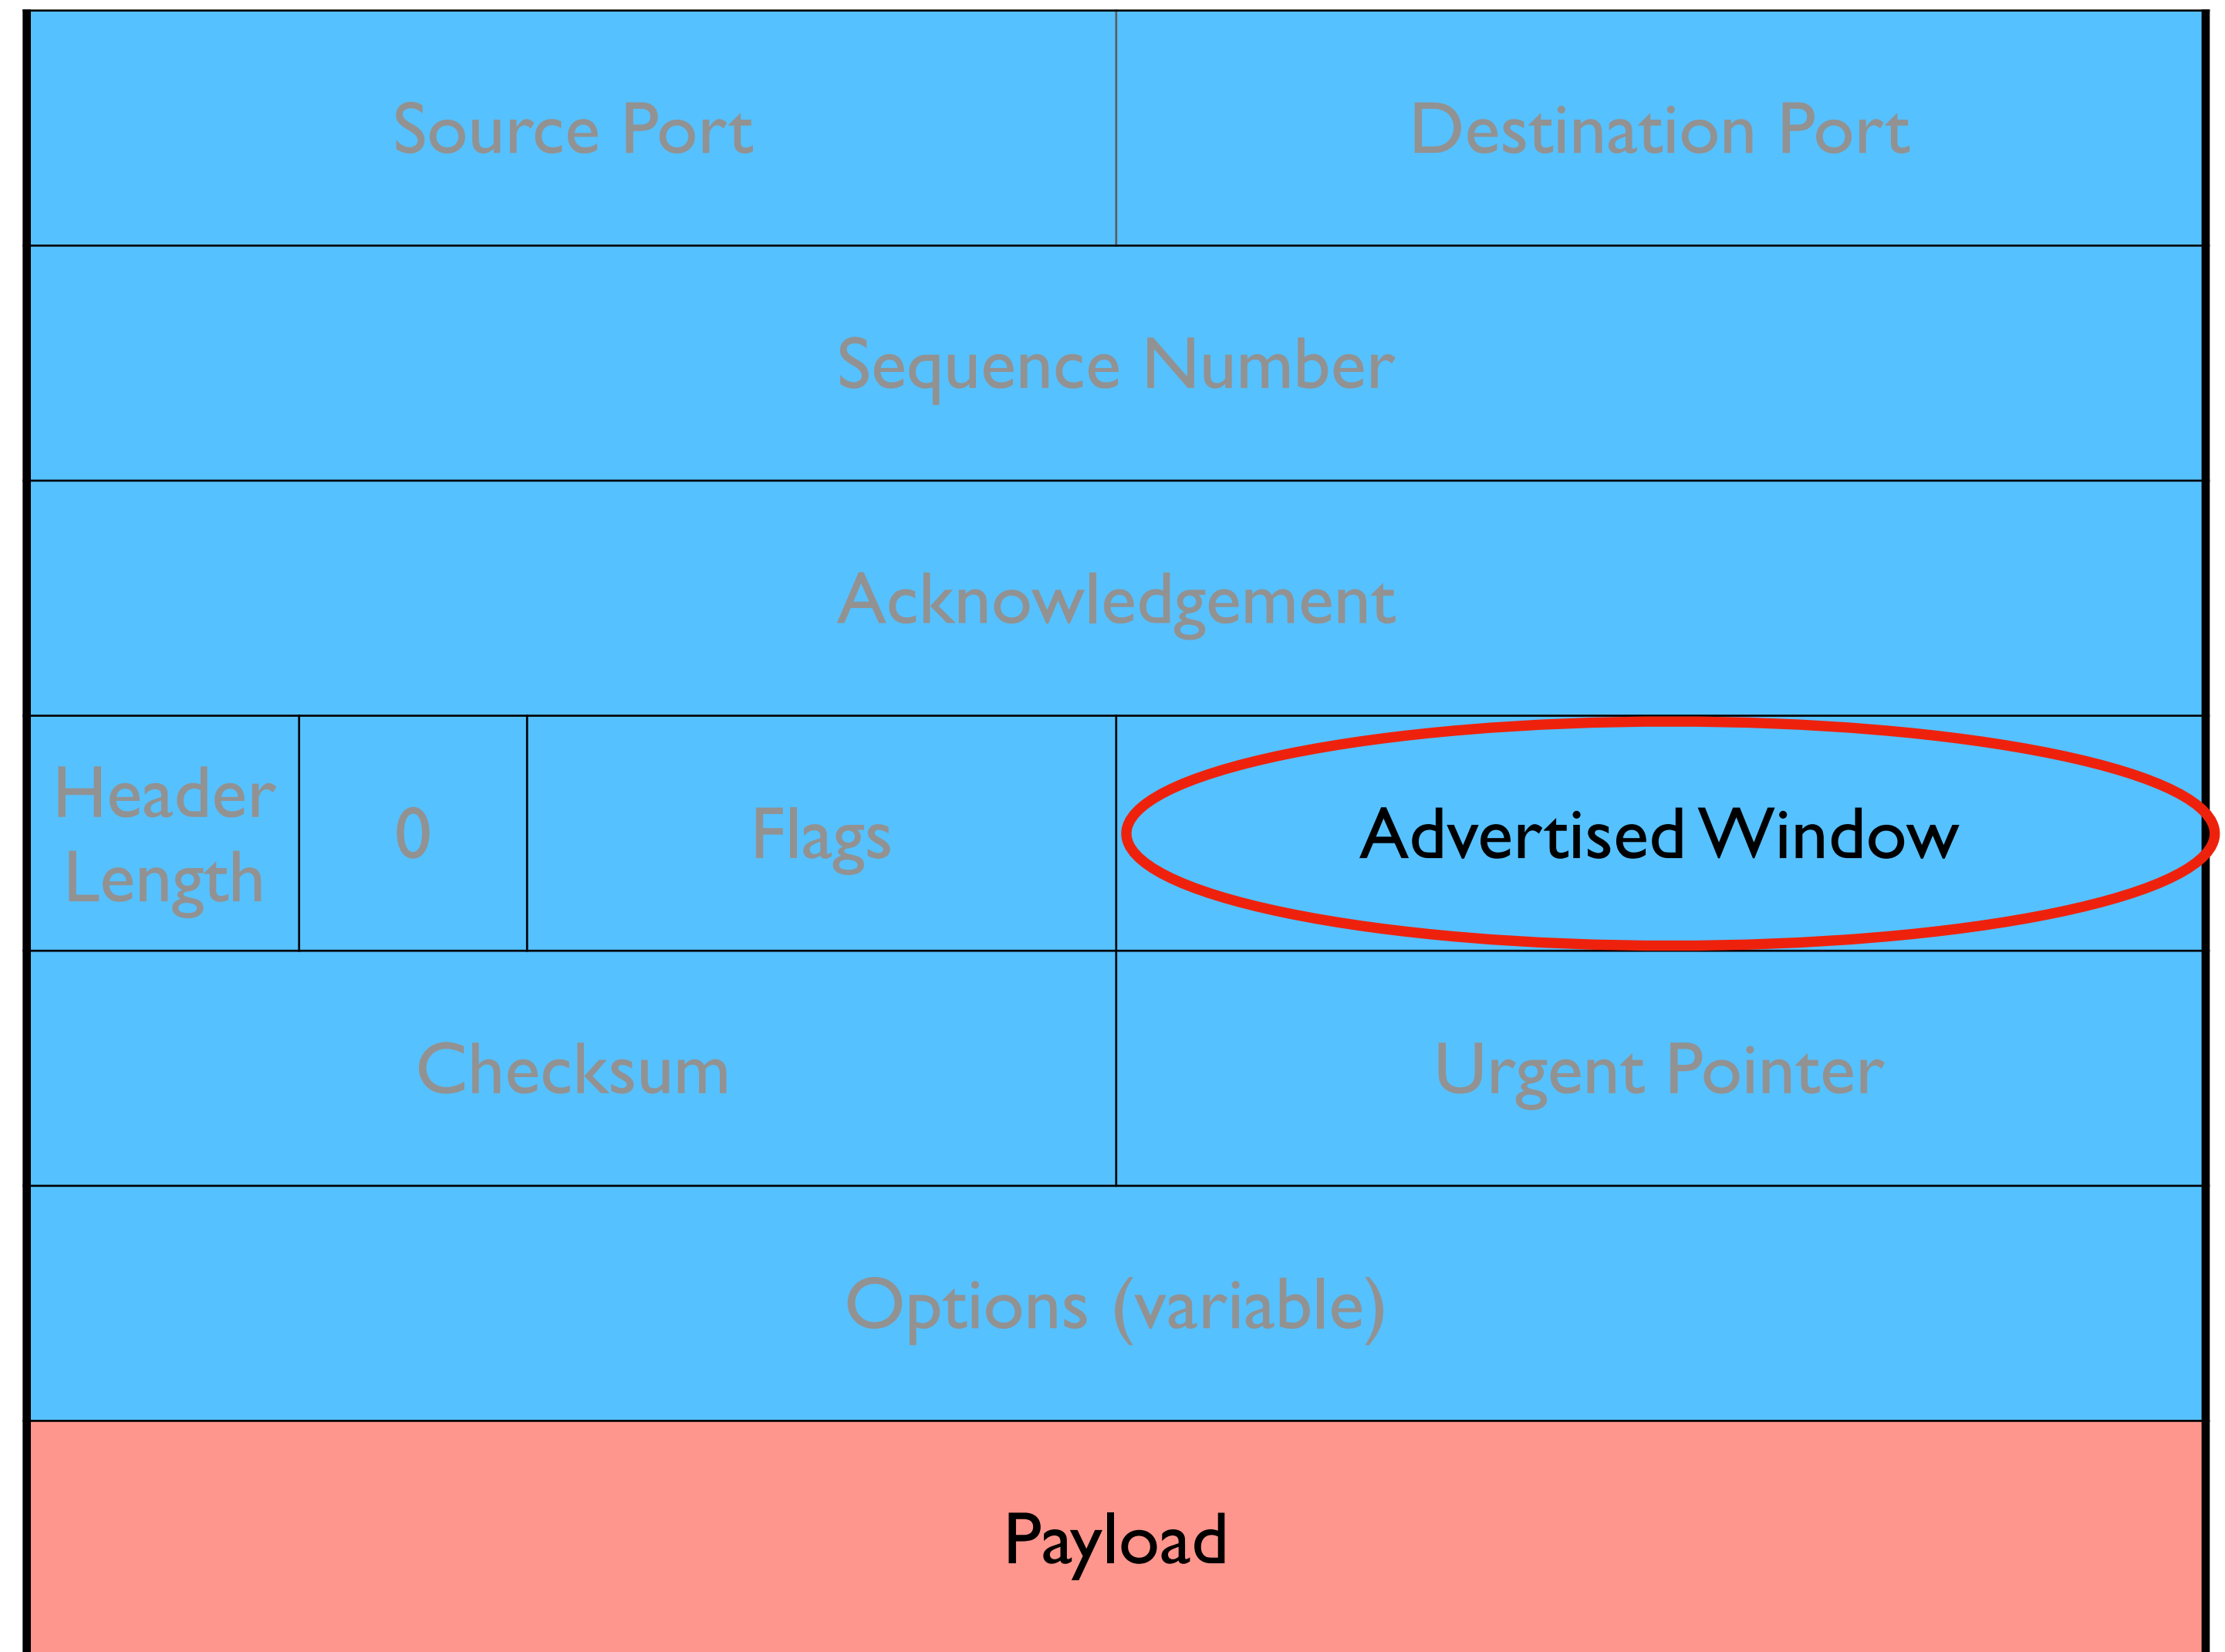 Source Port
Destination Port
Sequence Number
Acknowledgement
Header
Length
0
Flags
Advertised Window
Checksum
Urgent Pointer
Options (variable)
Payload